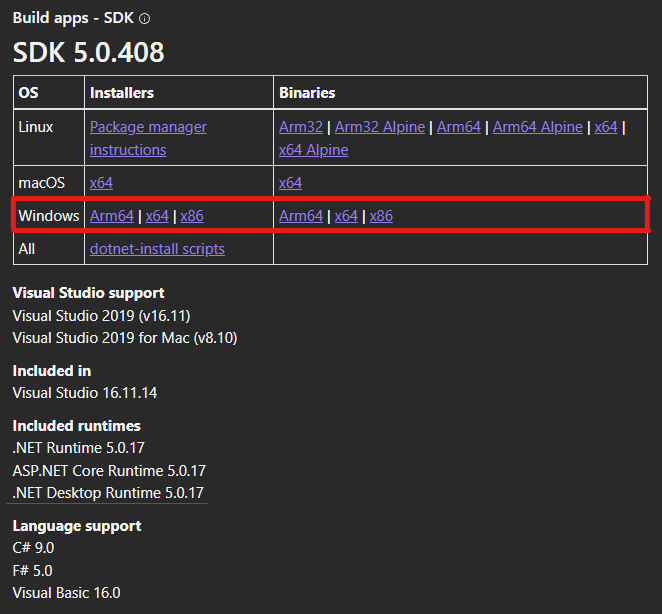 Build apps - SDK
SDK 5.0.408
OS Installers Binaries
Linux Package manager instructions Arm32 | Arm32 Alpine | Arm64 | Arm64 Alpine | x64 | x64 Alpine
macOS x64 x64
Windows Arm64 | x64 | x86 Arm64 | x64 | x86
All dotnet-install scripts
Visual Studio support
Visual Studio 2019 (v16.11)
Visual Studio 2019 for Mac (v8.10)
Included in
Visual Studio 16.11.14
Included runtimes
.NET Runtime 5.0.17
ASP.NET Core Runtime 5.0.17
.NET Desktop Runtime 5.0.17
Language support
C# 9.0
F# 5.0
Visual Basic 16.0